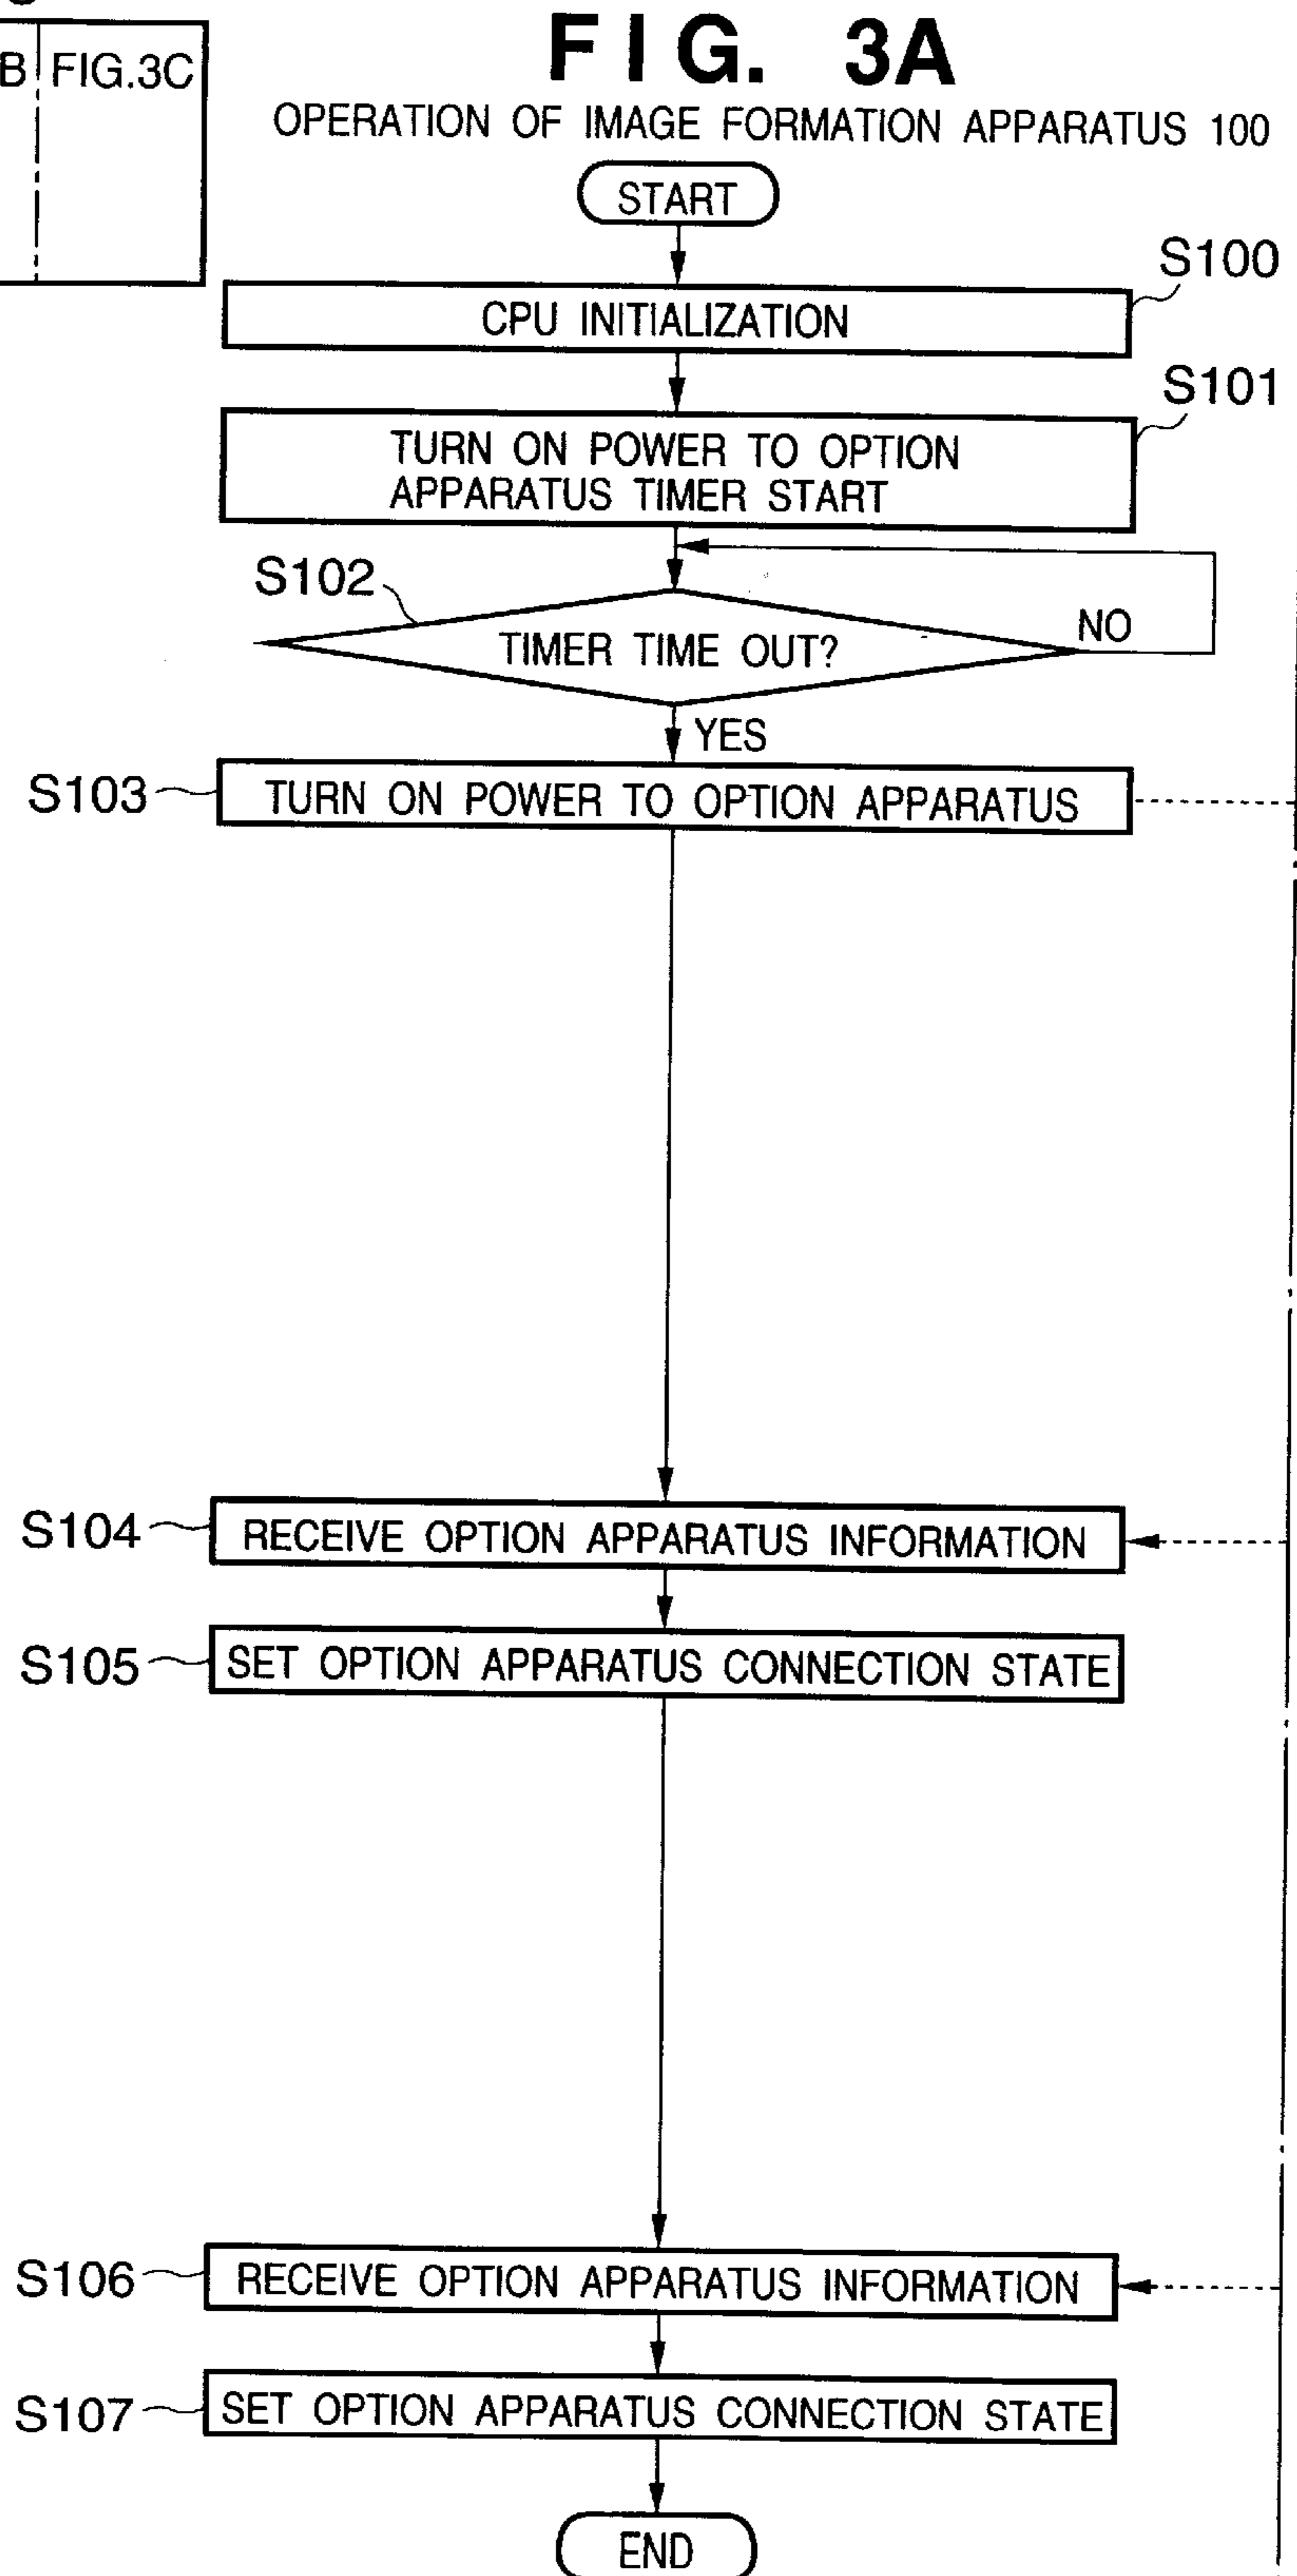 B FIG.3C
FIG. 3A
OPERATION OF IMAGE FORMATION APPARATUS 100
START
S100
CPU INITIALIZATION
S101
TURN ON POWER TO OPTION
APPARATUS TIMER START
S102
TIMER TIME OUT?
NO
YES
S103
TURN ON POWER TO OPTION APPARATUS
S104
RECEIVE OPTION APPARATUS INFORMATION
S105
SET OPTION APPARATUS CONNECTION STATE
S106
RECEIVE OPTION APPARATUS INFORMATION
S107
SET OPTION APPARATUS CONNECTION STATE
END